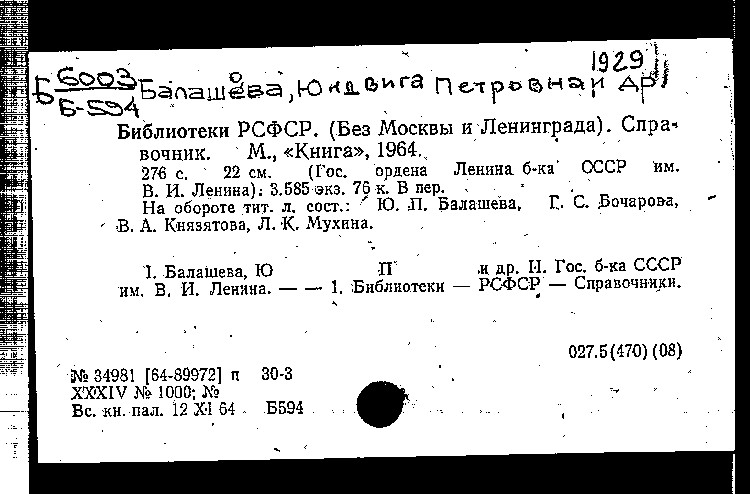 1929
Б 6003
Б-594
Балашёва, Юлдвига Петровна и др.
Библиотеки РСФСР. (Без Москвы и Ленинграда). Спра-
вочник. М., «Книга», 1964.
276 с. 22 см. (Гос. ордена Ленина б-ка СССР им.
В. И. Ленина). 3.585 экз. 76 к. В пер.
На обороте тит. л. сост.: Ю. П. Балашева, Г. С. Бочарова,
В. А. Князятова, Л. К. Мухина.
I. Балашева, Ю П и др. II. Гос. б-ка СССР
им. В. И. Ленина. — — 1. Библиотеки — РСФСР — Справочники.
027.5(470)(08)
№ 34981 [64-89972] п 30-3
XXXIV № 1000; №
Вс. кн. пал. 12 XI 64 Б594